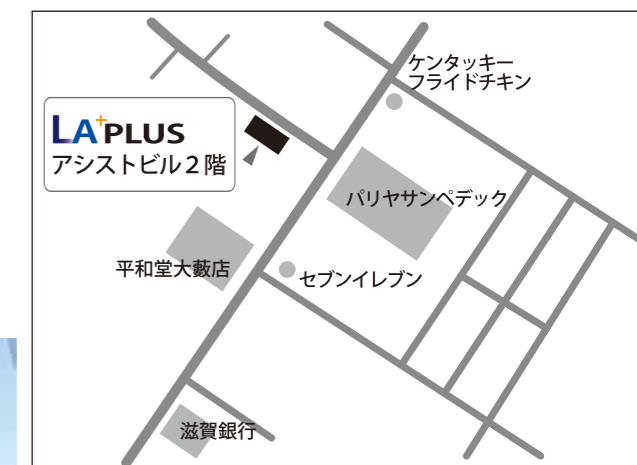 ケンタッキー
フライドチキン
LA+PLUS
アシストビル2階
パリヤサンペデック
平和堂大薮店
セブンイレブン
滋賀銀行